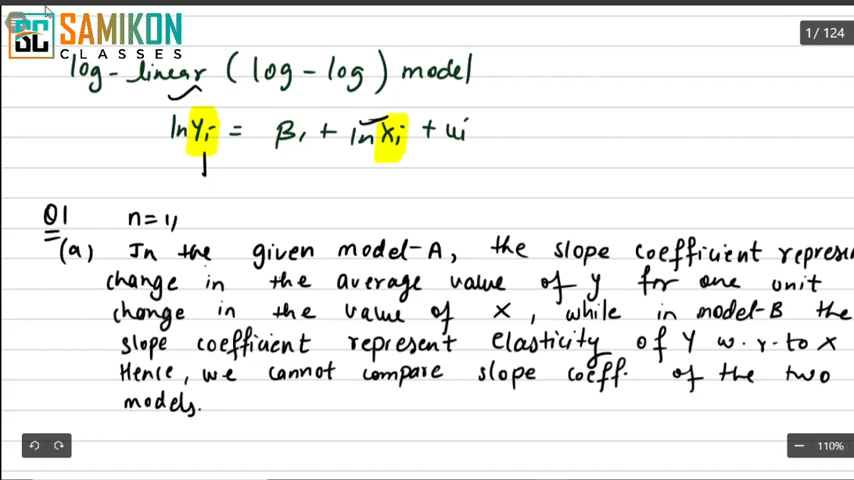 SAMIKON
CLASSES
1 / 124
log-linear (log-log) model
ln Yi = β1 + ln Xi + ui
Q1 n = 11
(a) In the given model-A, the slope coefficient represen
change in the average value of Y for one unit
change in the value of X, while in model-B the
slope coefficient represent elasticity of Y w.r.to X
Hence, we cannot compare slope coeff. of the two
models.
110%